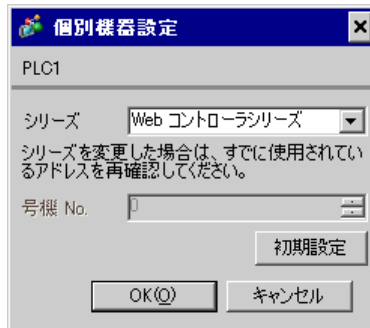 個別機器設定
PLC1
シリーズ Web コントローラシリーズ
シリーズを変更した場合は、すでに使用されてい
るアドレスを再確認してください。
号機 No. 0
初期設定
OK(O) キャンセル